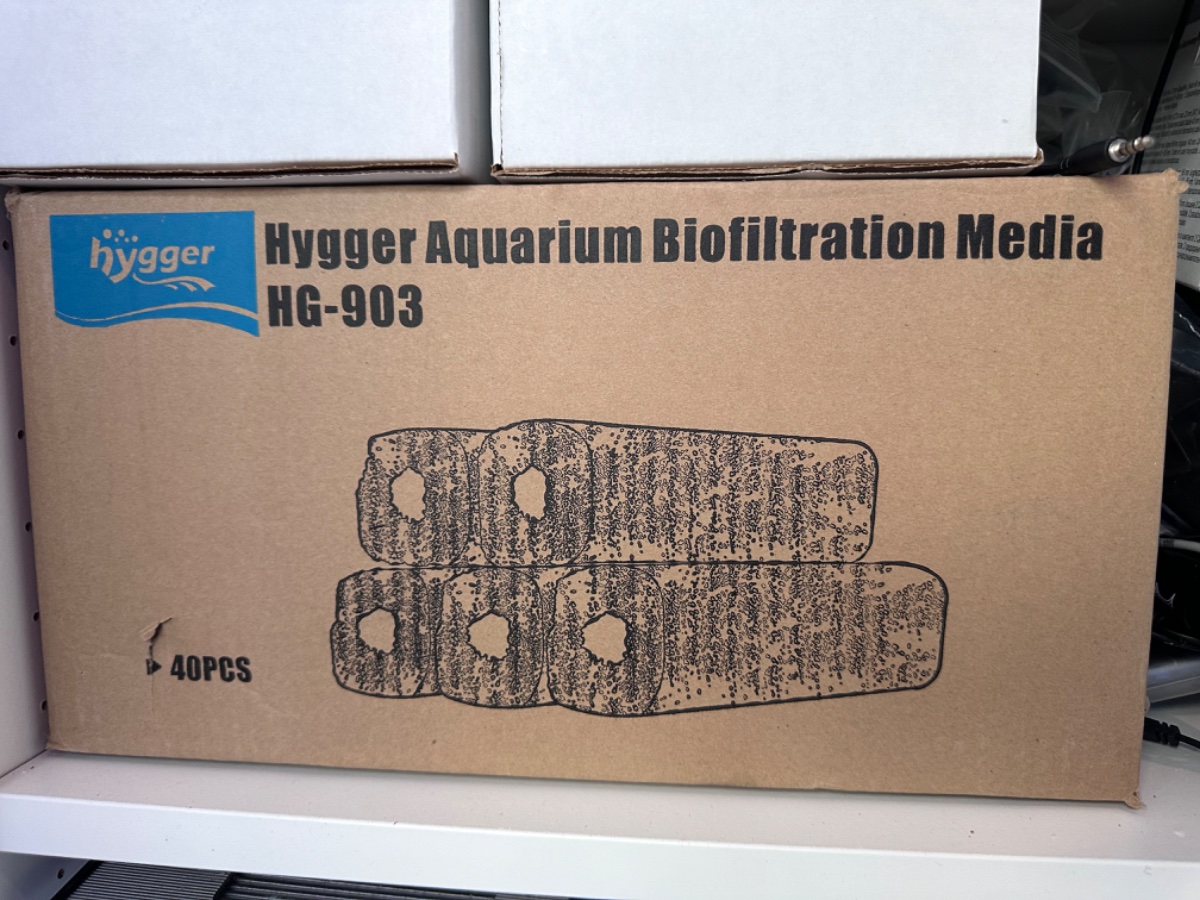 hygger
Hygger Aquarium Biofiltration Media
HG-903
40PCS